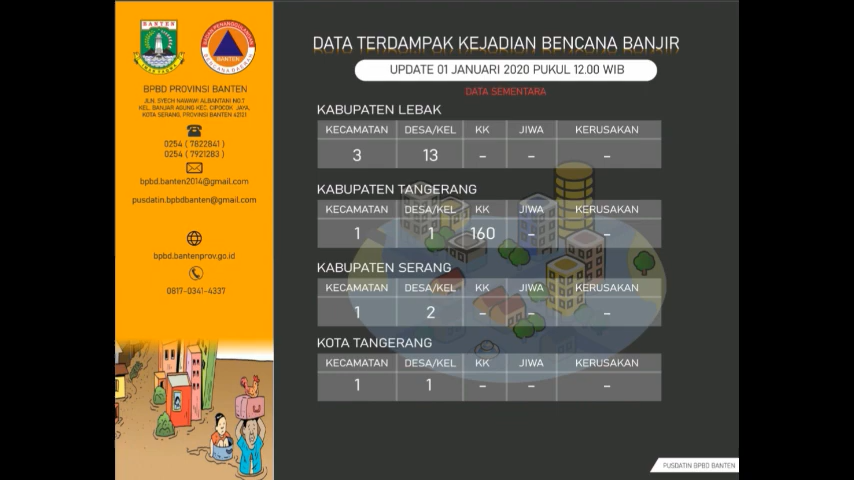 BANTEN
BANTEN
BPBD PROVINSI BANTEN
JLN. SYECH NAWAWI ALBANTANI NO.7
KEL. BANJAR AGUNG KEC. CIPOCOK JAYA,
KOTA SERANG, PROVINSI BANTEN 42121
0254 ( 7822841 )
0254 ( 7921283 )
bpbd.banten2014@gmail.com
pusdatin.bpbdbanten@gmail.com
bpbd.bantenprov.go.id
0817-0341-4337
DATA TERDAMPAK KEJADIAN BENCANA BANJIR
UPDATE 01 JANUARI 2020 PUKUL 12.00 WIB
DATA SEMENTARA
KABUPATEN LEBAK
KECAMATAN DESA/KEL KK JIWA KERUSAKAN
3 13 - - -
KABUPATEN TANGERANG
KECAMATAN DESA/KEL KK JIWA KERUSAKAN
1 1 160 - -
KABUPATEN SERANG
KECAMATAN DESA/KEL KK JIWA KERUSAKAN
1 2 - - -
KOTA TANGERANG
KECAMATAN DESA/KEL KK JIWA KERUSAKAN
1 1 - - -
PUSDATIN BPBD BANTEN